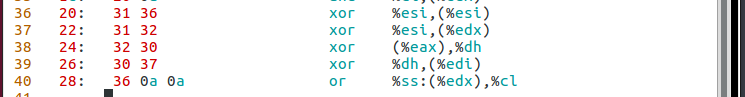 36 20: 31 36 xor %esi,(%esi)
37 22: 31 32 xor %esi,(%edx)
38 24: 32 30 xor (%eax),%dh
39 26: 30 37 xor %dh,(%edi)
40 28: 36 0a 0a or %ss:(%edx),%cl